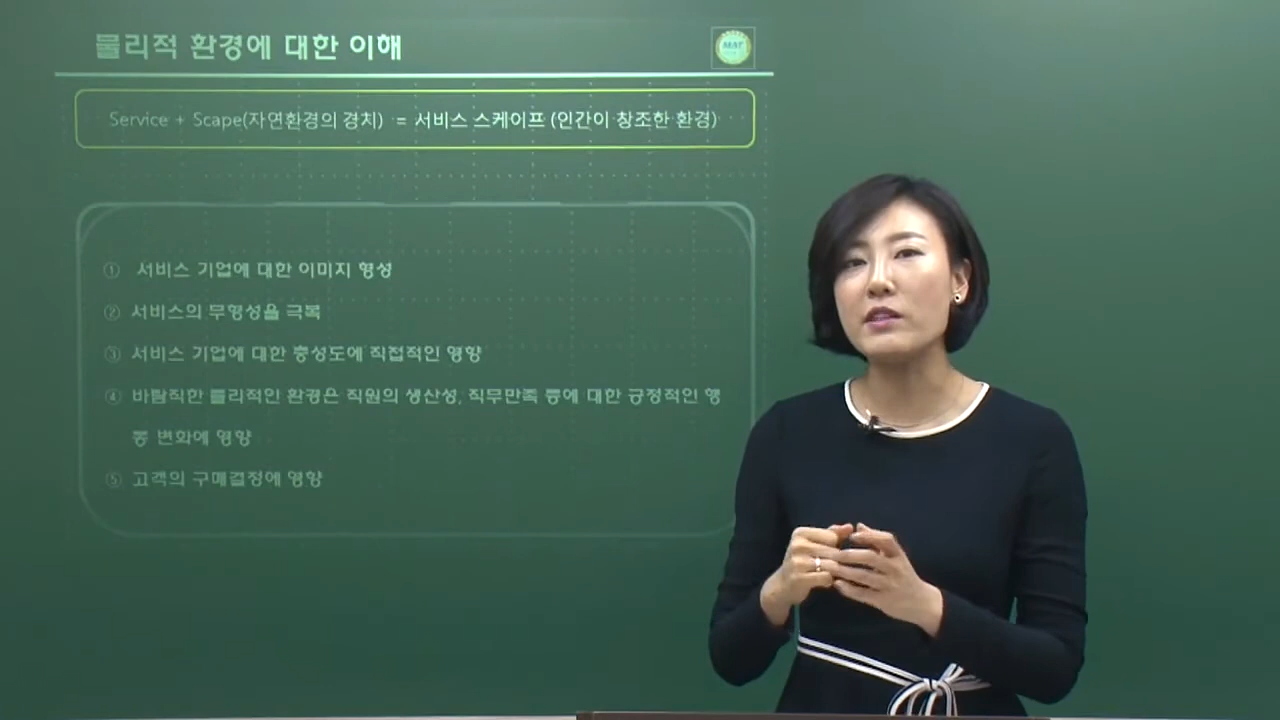 물리적 환경에 대한 이해
MAT
Service + Scape(자연환경의 경치) = 서비스 스케이프 (인간이 창조한 환경)
① 서비스 기업에 대한 이미지 형성
② 서비스의 무형성을 극복
③ 서비스 기업에 대한 충성도에 직접적인 영향
④ 바람직한 물리적인 환경은 직원의 생산성, 직무만족 등에 대한 긍정적인 행
동 변화에 영향
⑤ 고객의 구매결정에 영향